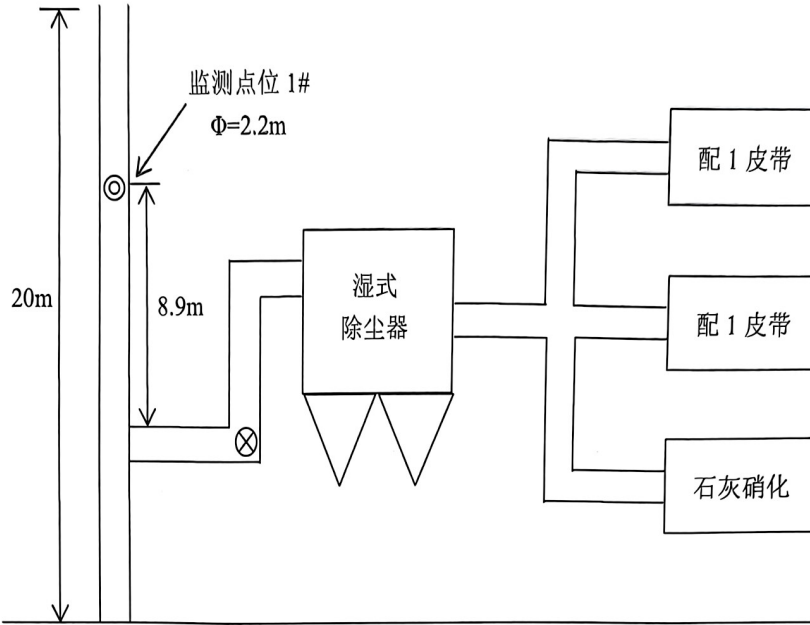 监测点位 1#
Φ=2.2m
配 1 皮带
20m
8.9m
湿式
除尘器
配 1 皮带
石灰硝化